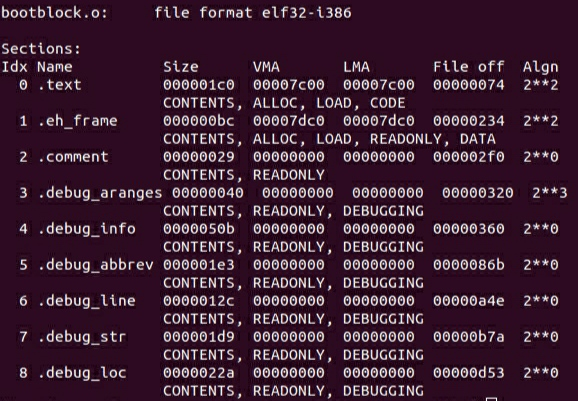 bootblock.o:     file format elf32-i386
Sections:
Idx Name          Size      VMA       LMA       File off  Algn
  0 .text         000001c0  00007c00  00007c00  00000074  2**2
                  CONTENTS, ALLOC, LOAD, CODE
  1 .eh_frame     000000bc  00007dc0  00007dc0  00000234  2**2
                  CONTENTS, ALLOC, LOAD, READONLY, DATA
  2 .comment      00000029  00000000  00000000  000002f0  2**0
                  CONTENTS, READONLY
  3 .debug_aranges 00000040  00000000  00000000  00000320  2**3
                  CONTENTS, READONLY, DEBUGGING
  4 .debug_info   0000050b  00000000  00000000  00000360  2**0
                  CONTENTS, READONLY, DEBUGGING
  5 .debug_abbrev 000001e3  00000000  00000000  0000086b  2**0
                  CONTENTS, READONLY, DEBUGGING
  6 .debug_line   0000012c  00000000  00000000  00000a4e  2**0
                  CONTENTS, READONLY, DEBUGGING
  7 .debug_str    000001d9  00000000  00000000  00000b7a  2**0
                  CONTENTS, READONLY, DEBUGGING
  8 .debug_loc    0000022a  00000000  00000000  00000d53  2**0
                  CONTENTS, READONLY, DEBUGGING